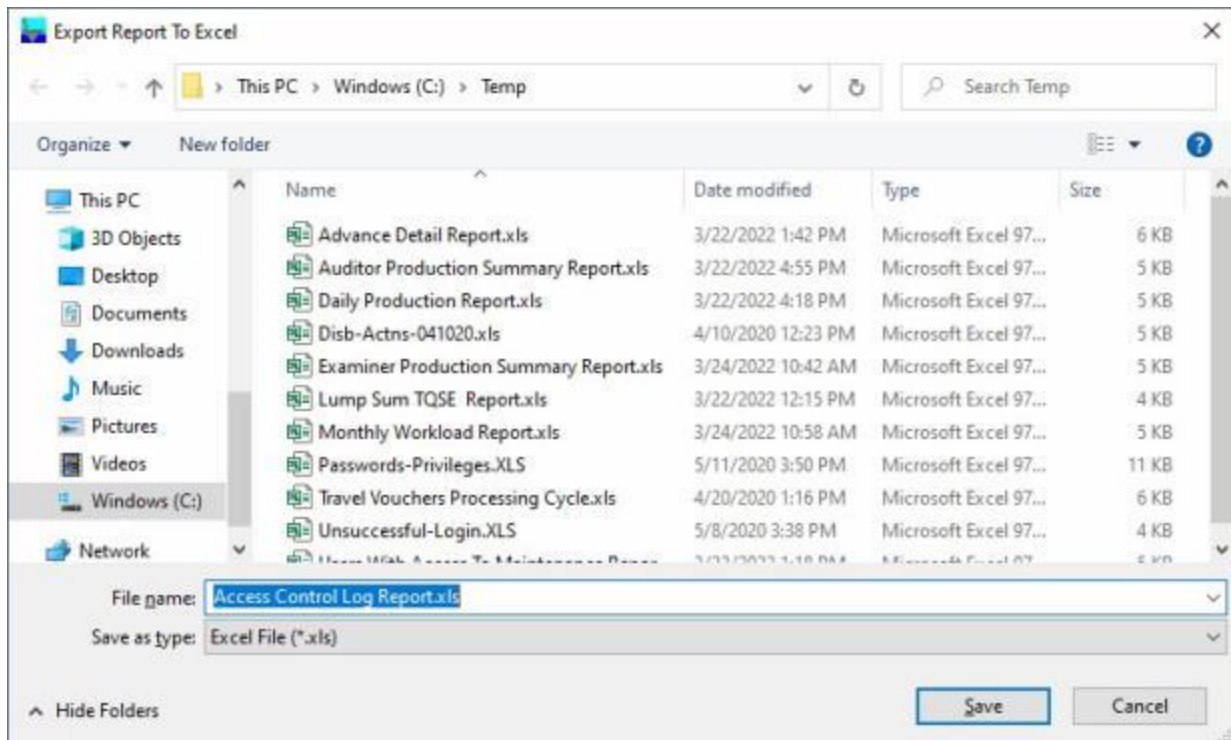 Export Report To Excel
This PC > Windows (C:) > Temp
Search Temp
Organize
New folder
Name Date modified Type Size
This PC
3D Objects
Desktop
Documents
Downloads
Music
Pictures
Videos
Windows (C:)
Network
Advance Detail Report.xls 3/22/2022 1:42 PM Microsoft Excel 97... 6 KB
Auditor Production Summary Report.xls 3/22/2022 4:55 PM Microsoft Excel 97... 5 KB
Daily Production Report.xls 3/22/2022 4:18 PM Microsoft Excel 97... 5 KB
Disb-Actns-041020.xls 4/10/2020 12:23 PM Microsoft Excel 97... 5 KB
Examiner Production Summary Report.xls 3/24/2022 10:42 AM Microsoft Excel 97... 5 KB
Lump Sum TQSE  Report.xls 3/22/2022 12:15 PM Microsoft Excel 97... 4 KB
Monthly Workload Report.xls 3/24/2022 10:58 AM Microsoft Excel 97... 5 KB
Passwords-Privileges.XLS 5/11/2020 3:50 PM Microsoft Excel 97... 11 KB
Travel Vouchers Processing Cycle.xls 4/20/2020 1:16 PM Microsoft Excel 97... 6 KB
Unsuccessful-Login.XLS 5/8/2020 3:38 PM Microsoft Excel 97... 4 KB
Users With Access To Maintenance
File name: Access Control Log Report.xls
Save as type: Excel File (*.xls)
Hide Folders
Save
Cancel